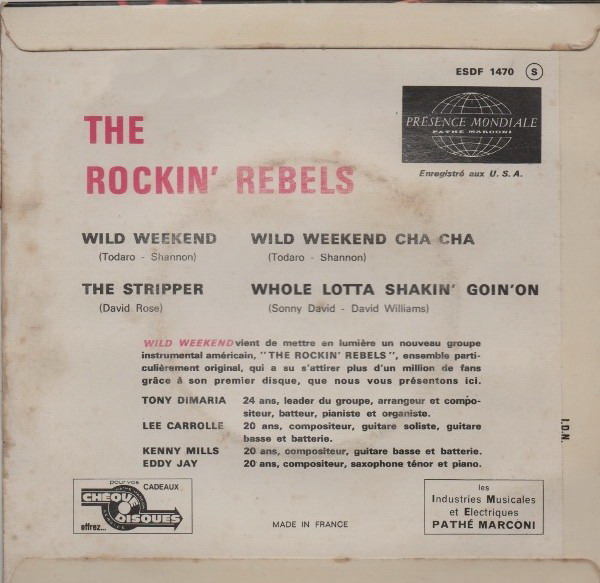 ESDF 1470 S
PRÉSENCE MONDIALE
PATHÉ MARCONI
Enregistré aux U.S.A.
THE
ROCKIN' REBELS
WILD WEEKEND
(Todaro - Shannon)
WILD WEEKEND CHA CHA
(Todaro - Shannon)
THE STRIPPER
(David Rose)
WHOLE LOTTA SHAKIN' GOIN'ON
(Sonny David - David Williams)
WILD WEEKEND vient de mettre en lumière un nouveau groupe
instrumental américain, "THE ROCKIN' REBELS", ensemble parti-
culièrement original, qui a su s'attirer plus d'un million de fans
grâce à son premier disque, que nous vous présentons ici.
TONY DIMARIA 24 ans, leader du groupe, arrangeur et compo-
siteur, batteur, pianiste et organiste.
LEE CARROLLE 20 ans, compositeur, guitare soliste, guitare
basse et batterie.
KENNY MILLS 20 ans, compositeur, guitare basse et batterie.
EDDY JAY 20 ans, compositeur, saxophone ténor et piano.
I.D.N.
pour vos CADEAUX
CHEQUE
DISQUES
offrez...
MADE IN FRANCE
les
Industries Musicales
et Electriques
PATHÉ MARCONI